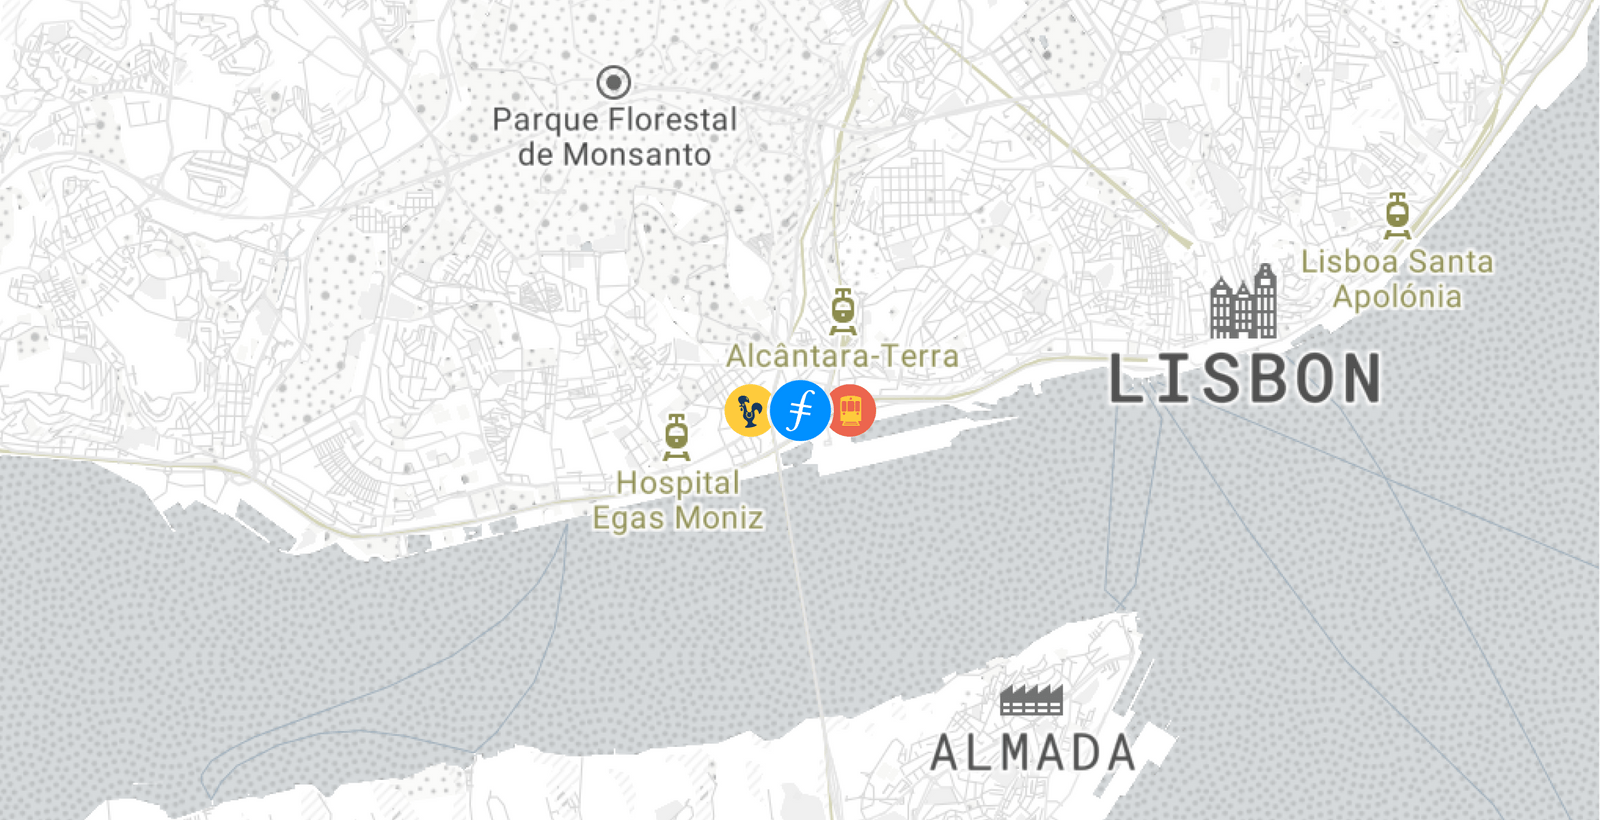 Parque Florestal
de Monsanto
Lisboa Santa
Apolónia
Alcântara-Terra
LISBON
Hospital
Egas Moniz
ALMADA